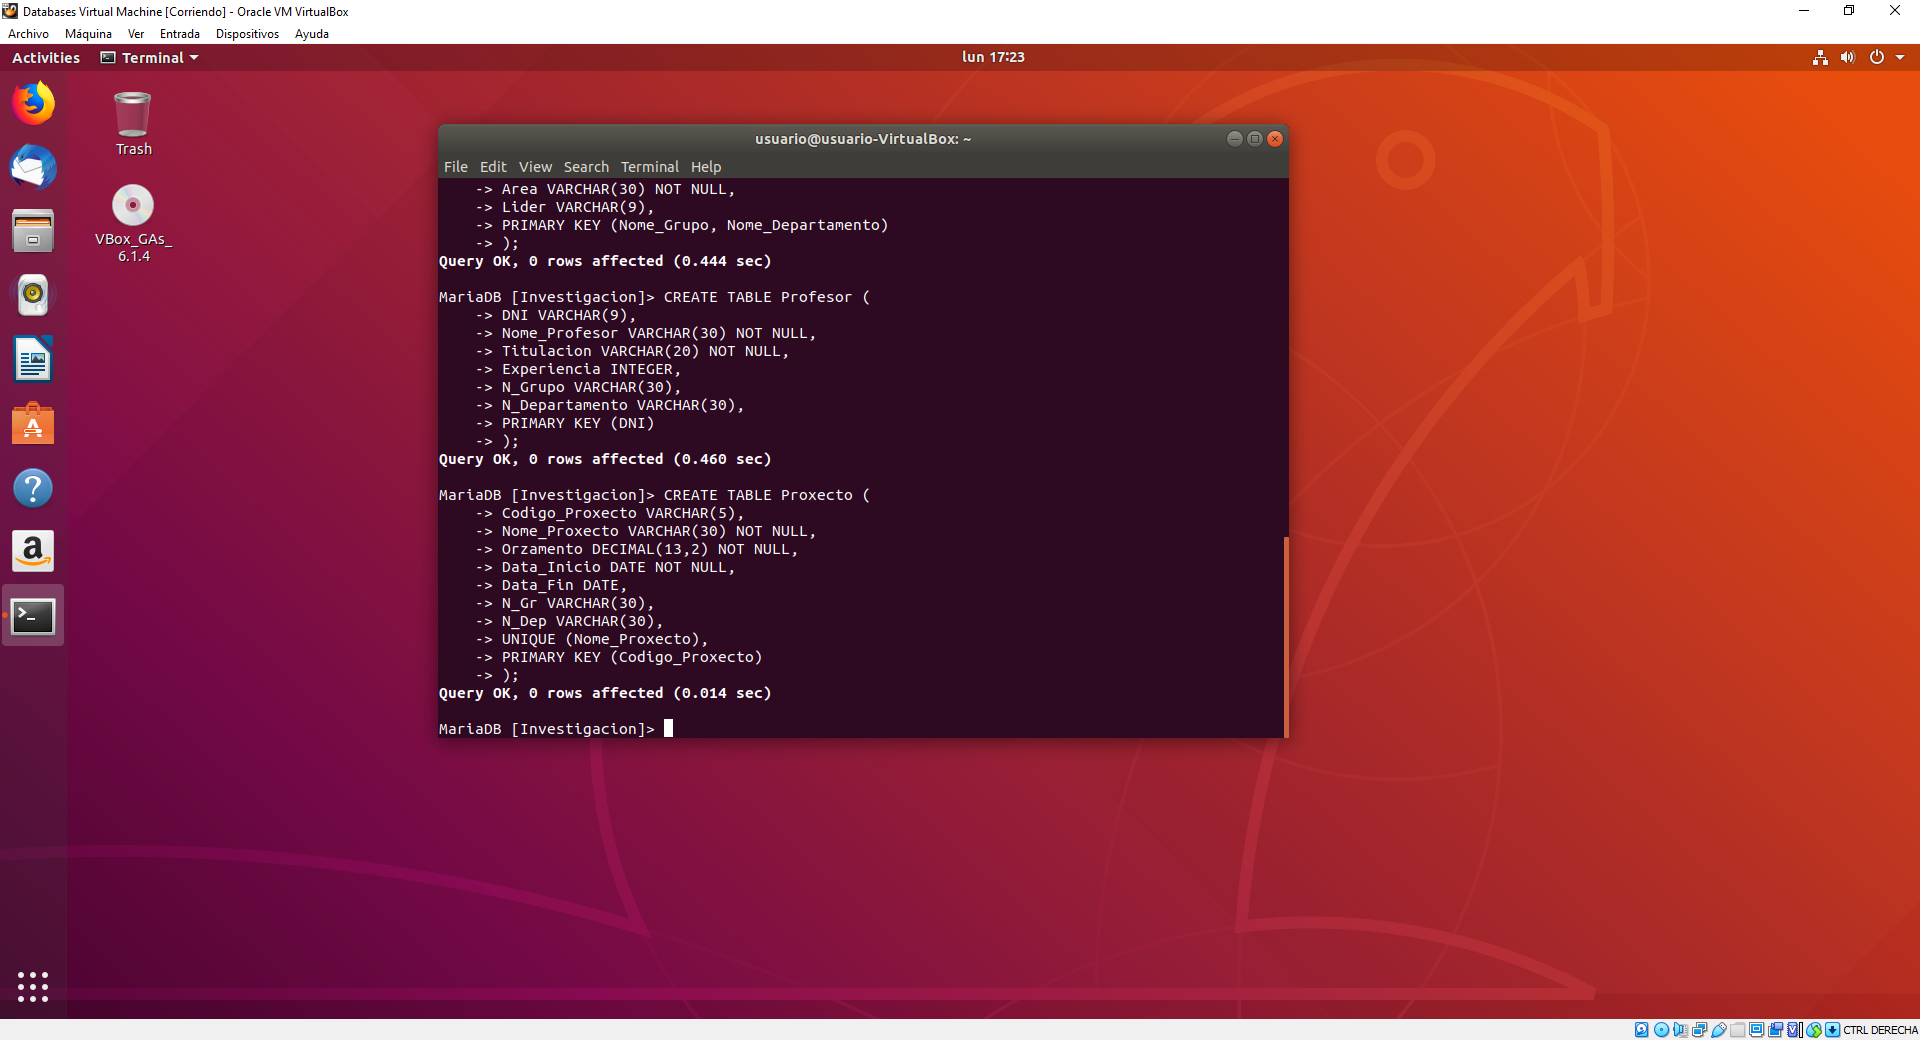 Databases Virtual Machine [Corriendo] - Oracle VM VirtualBox
Archivo Máquina Ver Entrada Dispositivos Ayuda
Activities Terminal lun 17:23
Trash
VBox_GAs_
6.1.4
usuario@usuario-VirtualBox: ~
File Edit View Search Terminal Help
-> Area VARCHAR(30) NOT NULL,
-> Lider VARCHAR(9),
-> PRIMARY KEY (Nome_Grupo, Nome_Departamento)
-> );
Query OK, 0 rows affected (0.444 sec)
MariaDB [Investigacion]> CREATE TABLE Profesor (
-> DNI VARCHAR(9),
-> Nome_Profesor VARCHAR(30) NOT NULL,
-> Titulacion VARCHAR(20) NOT NULL,
-> Experiencia INTEGER,
-> N_Grupo VARCHAR(30),
-> N_Departamento VARCHAR(30),
-> PRIMARY KEY (DNI)
-> );
Query OK, 0 rows affected (0.460 sec)
MariaDB [Investigacion]> CREATE TABLE Proxecto (
-> Codigo_Proxecto VARCHAR(5),
-> Nome_Proxecto VARCHAR(30) NOT NULL,
-> Orzamento DECIMAL(13,2) NOT NULL,
-> Data_Inicio DATE NOT NULL,
-> Data_Fin DATE,
-> N_Gr VARCHAR(30),
-> N_Dep VARCHAR(30),
-> UNIQUE (Nome_Proxecto),
-> PRIMARY KEY (Codigo_Proxecto)
-> );
Query OK, 0 rows affected (0.014 sec)
MariaDB [Investigacion]>
CTRL DERECHA